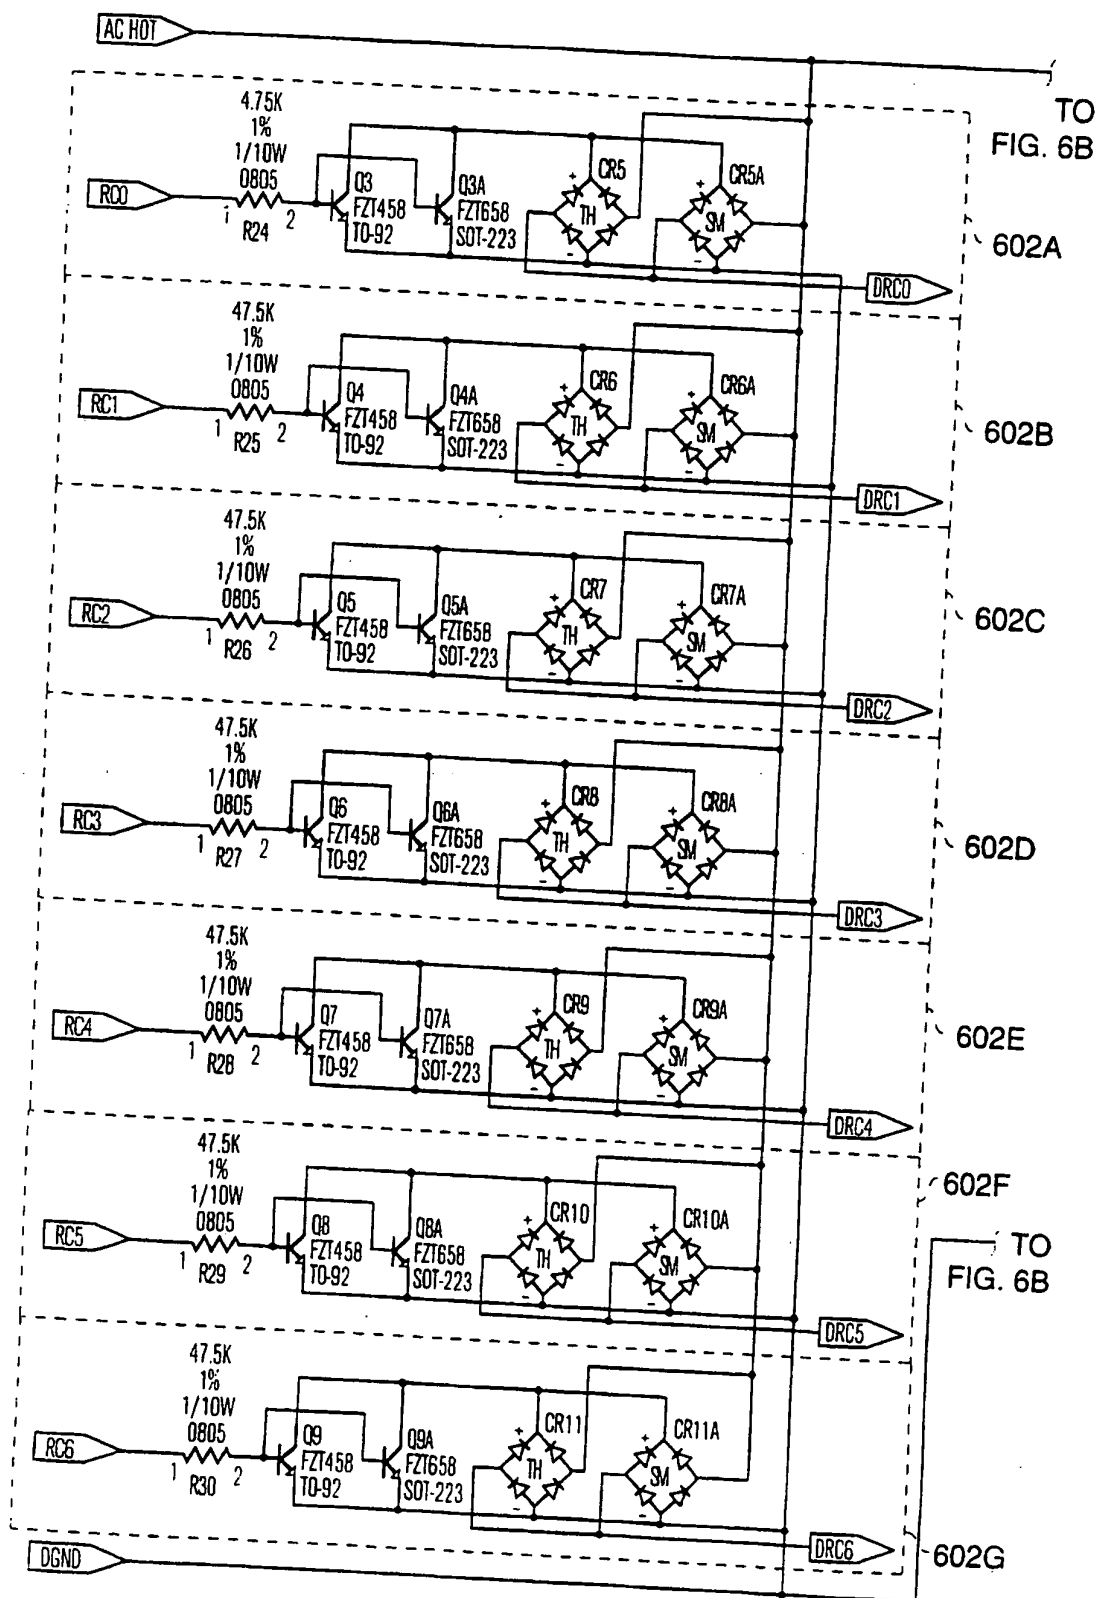 AC HOT
TO
FIG. 6B
4.75K
1%
1/10W
0805
RC0
1
R24
2
Q3
FZT458
TO-92
Q3A
FZT658
SOT-223
+
CR5
TH
-
+
CR5A
SM
-
602A
DRC0
47.5K
1%
1/10W
0805
RC1
1
R25
2
Q4
FZT458
TO-92
Q4A
FZT658
SOT-223
+
CR6
TH
-
+
CR6A
SM
-
602B
DRC1
47.5K
1%
1/10W
0805
RC2
1
R26
2
Q5
FZT458
TO-92
Q5A
FZT658
SOT-223
+
CR7
TH
-
+
CR7A
SM
-
602C
DRC2
47.5K
1%
1/10W
0805
RC3
1
R27
2
Q6
FZT458
TO-92
Q6A
FZT658
SOT-223
+
CR8
TH
-
+
CR8A
SM
-
602D
DRC3
47.5K
1%
1/10W
0805
RC4
1
R28
2
Q7
FZT458
TO-92
Q7A
FZT658
SOT-223
+
CR9
TH
-
+
CR9A
SM
-
602E
DRC4
47.5K
1%
1/10W
0805
RC5
1
R29
2
Q8
FZT458
TO-92
Q8A
FZT658
SOT-223
+
CR10
TH
-
+
CR10A
SM
-
602F
TO
FIG. 6B
DRC5
47.5K
1%
1/10W
0805
RC6
1
R30
2
Q9
FZT458
TO-92
Q9A
FZT658
SOT-223
+
CR11
TH
-
+
CR11A
SM
-
DRC6
602G
DGND